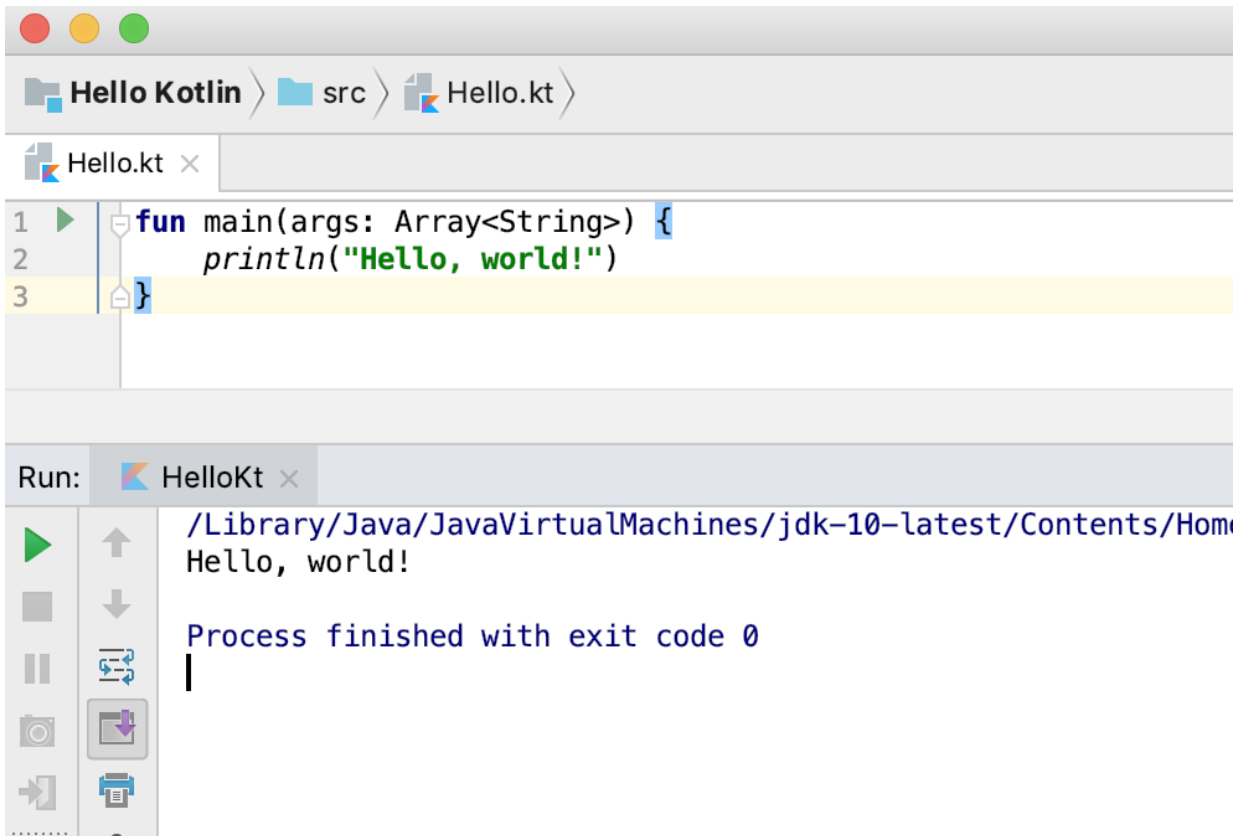 Hello Kotlin src Hello.kt
Hello.kt
1 fun main(args: Array<String>) {
2     println("Hello, world!")
3 }
Run: HelloKt
/Library/Java/JavaVirtualMachines/jdk-10-latest/Contents/Home
Hello, world!
Process finished with exit code 0